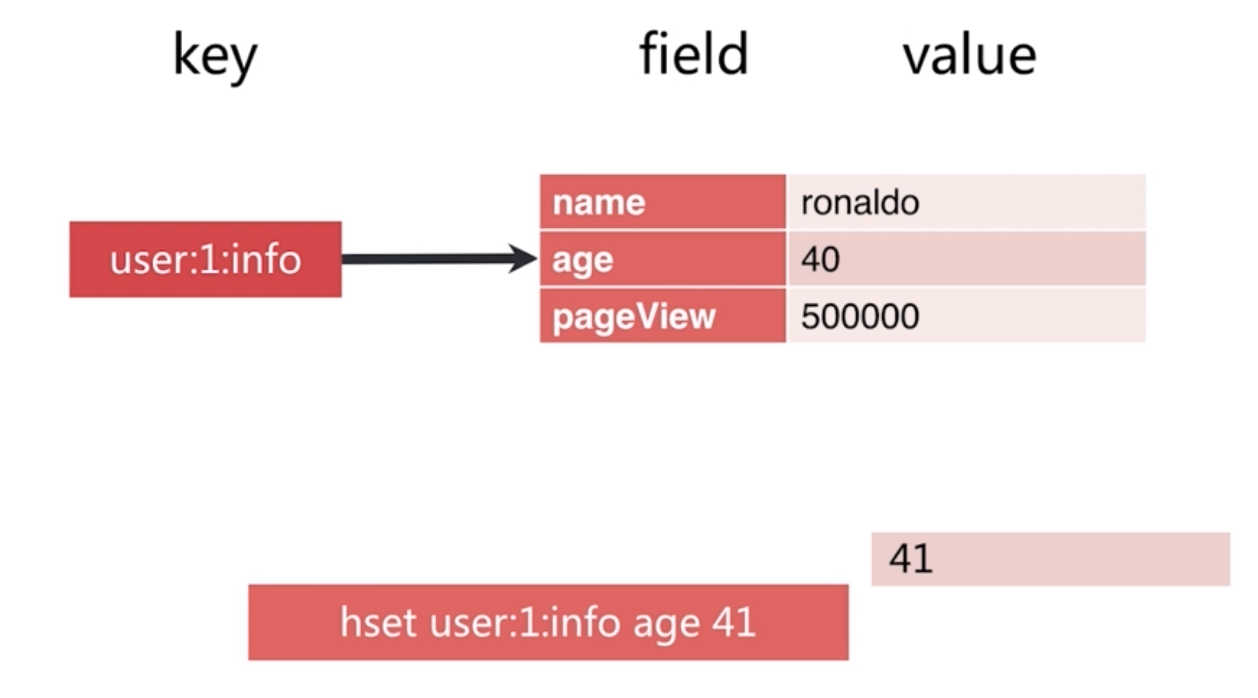 key field value
name ronaldo
user:1:info age 40
pageView 500000
41
hset user:1:info age 41